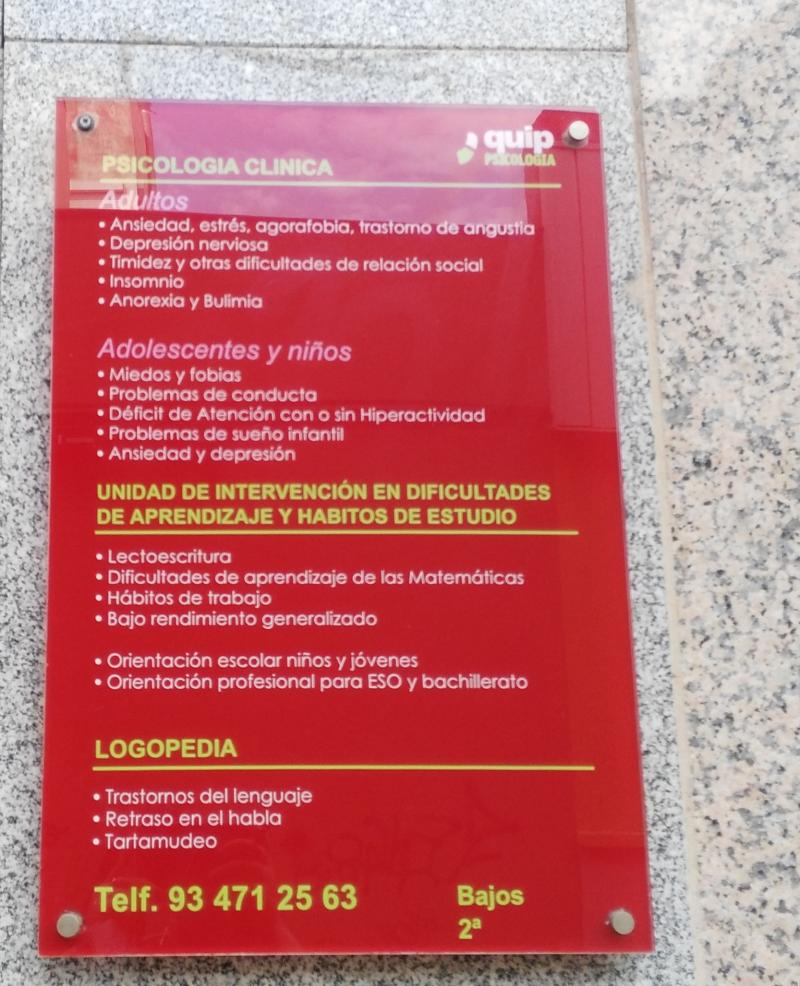 quip
PSICOLOGIA
PSICOLOGIA CLINICA
Adultos
• Ansiedad, estrés, agorafobia, trastorno de angustia
• Depresión nerviosa
• Timidez y otras dificultades de relación social
• Insomnio
• Anorexia y Bulimia
Adolescentes y niños
• Miedos y fobias
• Problemas de conducta
• Déficit de Atención con o sin Hiperactividad
• Problemas de sueño infantil
• Ansiedad y depresión
UNIDAD DE INTERVENCIÓN EN DIFICULTADES
DE APRENDIZAJE Y HABITOS DE ESTUDIO
• Lectoescritura
• Dificultades de aprendizaje de las Matemáticas
• Hábitos de trabajo
• Bajo rendimiento generalizado
• Orientación escolar niños y jóvenes
• Orientación profesional para ESO y bachillerato
LOGOPEDIA
• Trastornos del lenguaje
• Retraso en el habla
• Tartamudeo
Telf. 93 471 25 63
Bajos
2ª